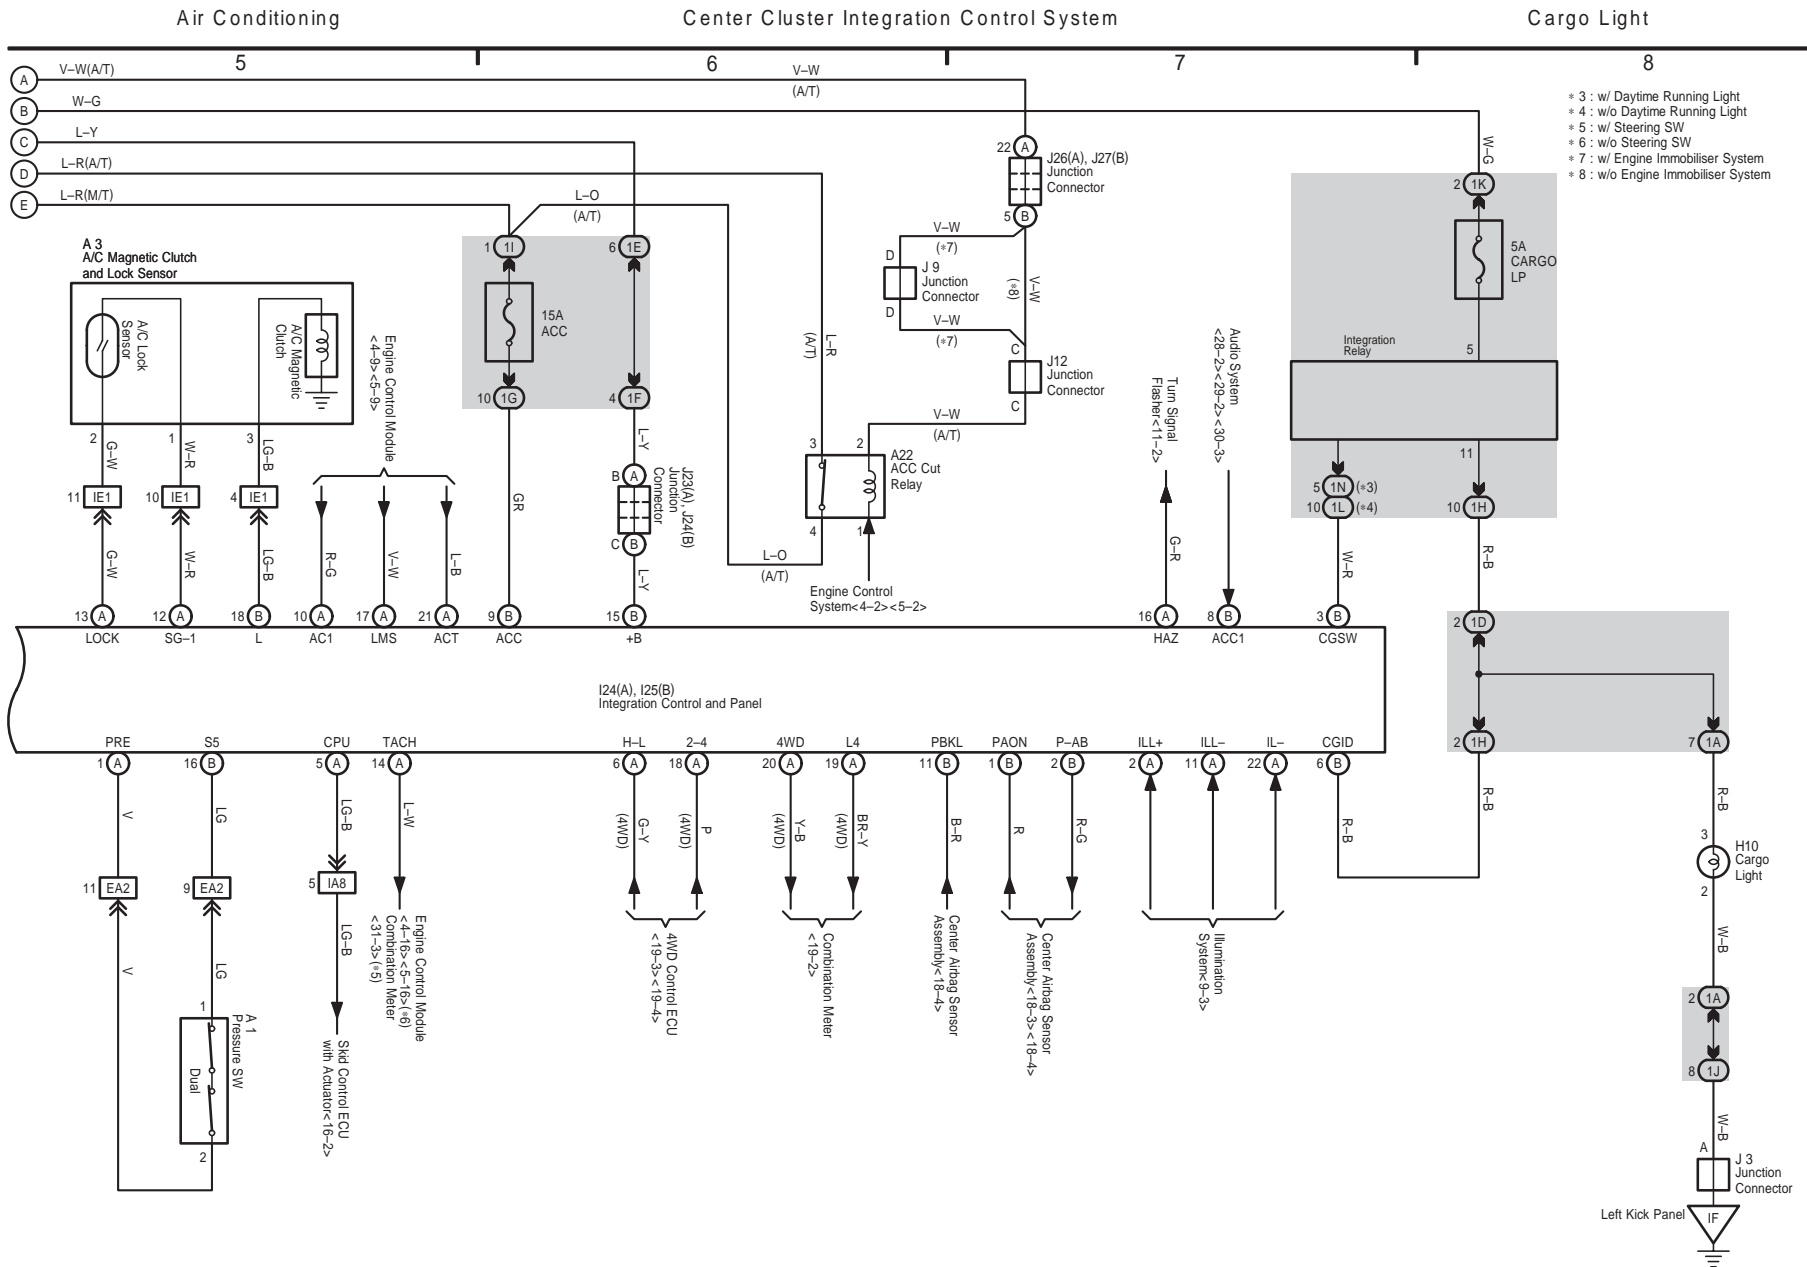 Air Conditioning
Center Cluster Integration Control System
Cargo Light
5
6
7
8
A
V–W(A/T)
V–W
(A/T)
B
W–G
C
L–Y
D
L–R(A/T)
E
L–R(M/T)
L–O
(A/T)
∗ 3 : w/ Daytime Running Light
∗ 4 : w/o Daytime Running Light
∗ 5 : w/ Steering SW
∗ 6 : w/o Steering SW
∗ 7 : w/ Engine Immobiliser System
∗ 8 : w/o Engine Immobiliser System
A 3
A/C Magnetic Clutch
and Lock Sensor
A/C Lock
Sensor
A/C Magnetic
Clutch
2
1
3
G–W
W–R
LG–B
11 IE1
10 IE1
4 IE1
G–W
W–R
LG–B
Engine Control Module
<4–9><5–9>
R–G
V–W
L–B
1 1I
15A
ACC
10 1G
GR
6 1E
4 1F
L–Y
B A
J23(A), J24(B)
Junction
Connector
C B
L–Y
L–R
(A/T)
L–O
(A/T)
3
2
4
1
A22
ACC Cut
Relay
Engine Control
System<4–2><5–2>
22 A
J26(A), J27(B)
Junction
Connector
5 B
V–W
(∗7)
D
J 9
Junction
Connector
D
V–W
(∗7)
V–W
(∗8)
C
J12
Junction
Connector
C
V–W
(A/T)
Turn Signal
Flasher<11–2>
G–R
Audio System
<28–2><29–2><30–3>
W–G
2 1K
5A
CARGO
LP
Integration
Relay
5
11
5 1N (∗3)
10 1L (∗4)
10 1H
W–R
R–B
13 A
LOCK
12 A
SG–1
18 B
L
10 A
AC1
17 A
LMS
21 A
ACT
9 B
ACC
15 B
+B
16 A
HAZ
8 B
ACC1
3 B
CGSW
I24(A), I25(B)
Integration Control and Panel
PRE
1 A
S5
16 B
CPU
5 A
TACH
14 A
H–L
6 A
2–4
18 A
4WD
20 A
L4
19 A
PBKL
11 B
PAON
1 B
P–AB
2 B
ILL+
2 A
ILL–
11 A
IL–
22 A
CGID
6 B
2 1D
2 1H
7 1A
V
LG
11 EA2
9 EA2
V
LG
1
A 1
Pressure SW
Dual
2
LG–B
5 IA8
LG–B
Skid Control ECU
with Actuator<16–2>
L–W
Engine Control Module
<4–16><5–16>(∗6)
Combination Meter
<31–3>(∗5)
G–Y
(4WD)
P
(4WD)
4WD Control ECU
<19–3><19–4>
Y–B
(4WD)
BR–Y
(4WD)
Combination Meter
<19–2>
B–R
Center Airbag Sensor
Assembly<18–4>
R
R–G
Center Airbag Sensor
Assembly<18–3><18–4>
Illumination
System<9–3>
R–B
R–B
R–B
3
H10
Cargo
Light
2
W–B
2 1A
8 1J
W–B
A
J 3
Junction
Connector
Left Kick Panel
IF